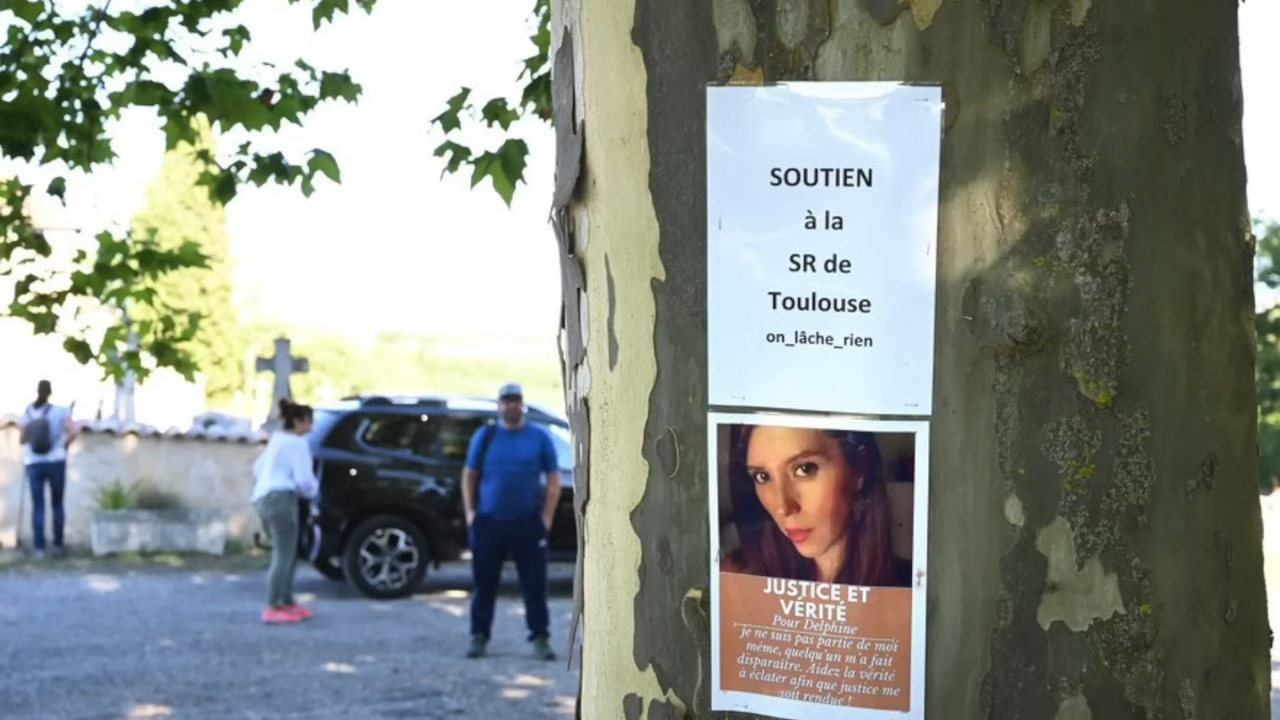 SOUTIEN
à la
SR de
Toulouse
on_lâche_rien
JUSTICE ET
VÉRITÉ
Pour Delphine
je ne suis pas partie de moi
même, quelqu'un m'a fait
disparaitre. Aidez la vérité
à éclater afin que justice me
soit rendue !